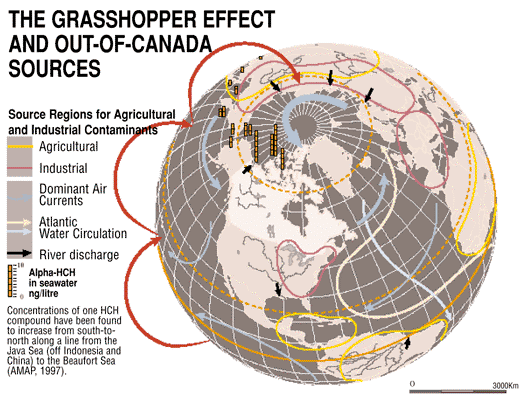 THE GRASSHOPPER EFFECT
AND OUT-OF-CANADA
SOURCES
Source Regions for Agricultural
and Industrial Contaminants
Agricultural
Industrial
Dominant Air
Currents
Atlantic
Water Circulation
River discharge
10
0
Alpha-HCH
in seawater
ng/litre
Concentrations of one HCH
compound have been found
to increase from south-to-
north along a line from the
Java Sea (off Indonesia and
China) to the Beaufort Sea
(AMAP, 1997).
0
3000Km